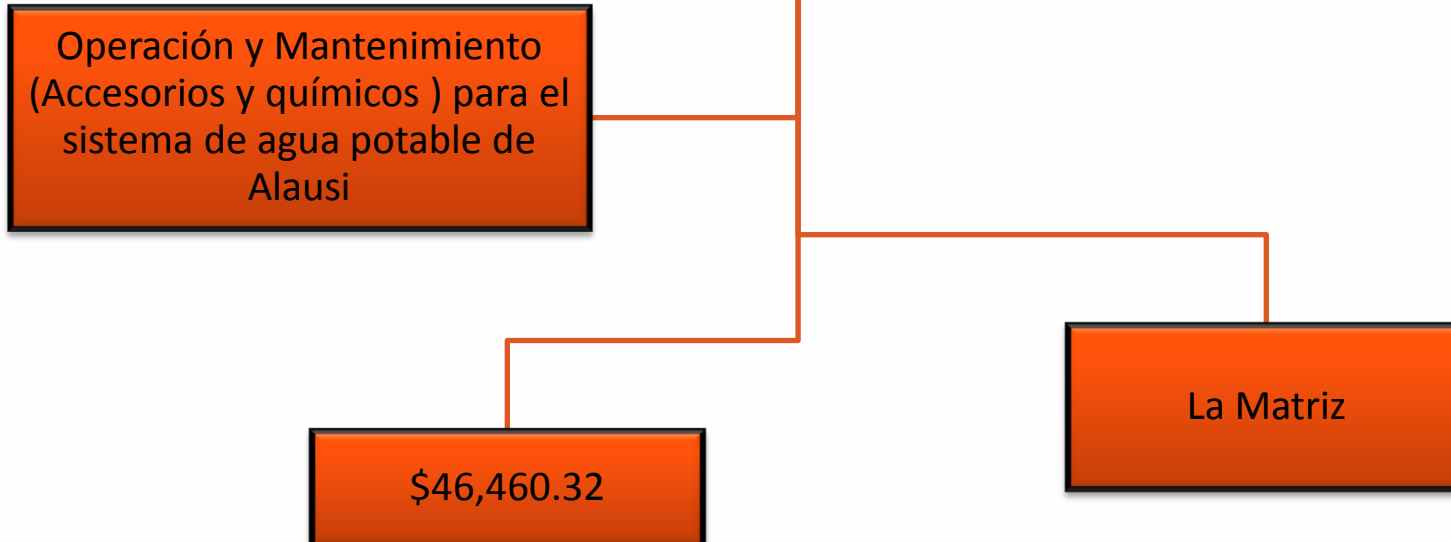 Operación y Mantenimiento
(Accesorios y químicos ) para el
sistema de agua potable de
Alausi
La Matriz
$46,460.32